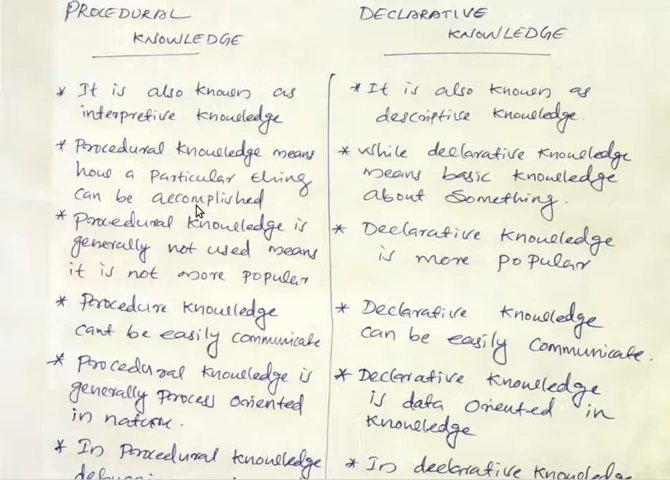 PROCEDURAL
KNOWLEDGE
* It is also known as
interpretive knowledge
* Procedural knowledge means
how a particular thing
can be accomplished
* Procedural knowledge is
generally not used means
it is not more popular
* Procedure knowledge
cant be easily communicate
* Procedural knowledge is
generally process oriented
in nature.
* In Procedural knowledge
DECLARATIVE
KNOWLEDGE
* It is also known as
descriptive knowledge.
* While declarative knowledge
means basic knowledge
about something.
* Declarative knowledge
is more popular
* Declarative knowledge
can be easily communicate.
* Declarative knowledge
is data oriented in
knowledge
* In declarative knowledge